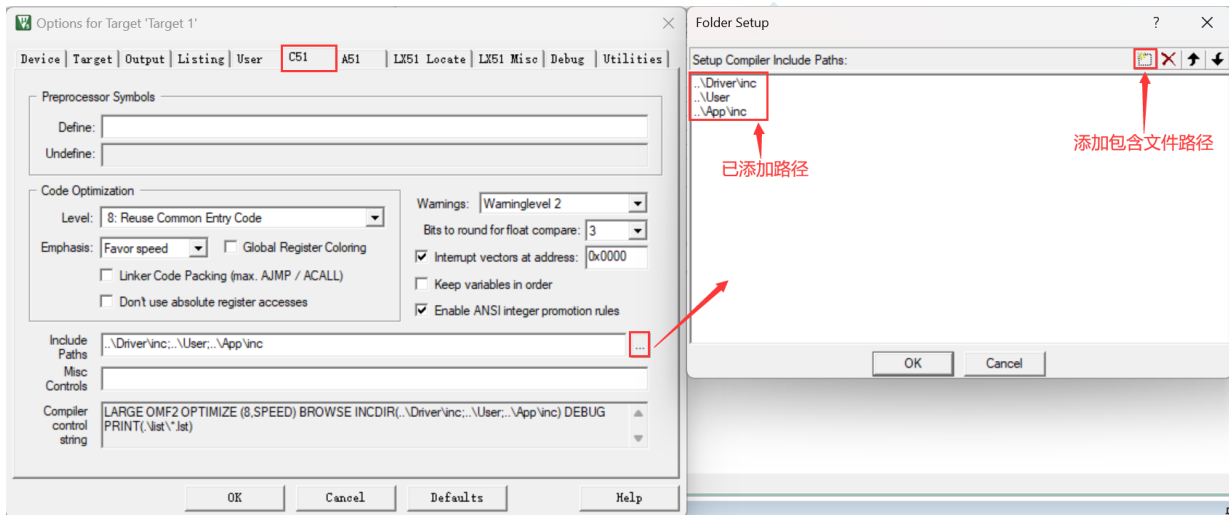 Options for Target 'Target 1'
Device Target Output Listing User C51 A51 LX51 Locate LX51 Misc Debug Utilities
Preprocessor Symbols
Define:
Undefine:
Code Optimization
Level: 8: Reuse Common Entry Code
Emphasis: Favor speed Global Register Coloring
Linker Code Packing (max. AJMP / ACALL)
Don't use absolute register accesses
Warnings: Warninglevel 2
Bits to round for float compare: 3
Interrupt vectors at address: 0x0000
Keep variables in order
Enable ANSI integer promotion rules
Include Paths ..\Driver\inc;..\User;..\App\inc ...
Misc Controls
Compiler control string
LARGE OMF2 OPTIMIZE (8,SPEED) BROWSE INCDIR(..\Driver\inc;..\User;..\App\inc) DEBUG
PRINT(.\list\*.lst)
OK Cancel Defaults Help
Folder Setup
Setup Compiler Include Paths:
..\Driver\inc
..\User
..\App\inc
已添加路径
添加包含文件路径
OK Cancel